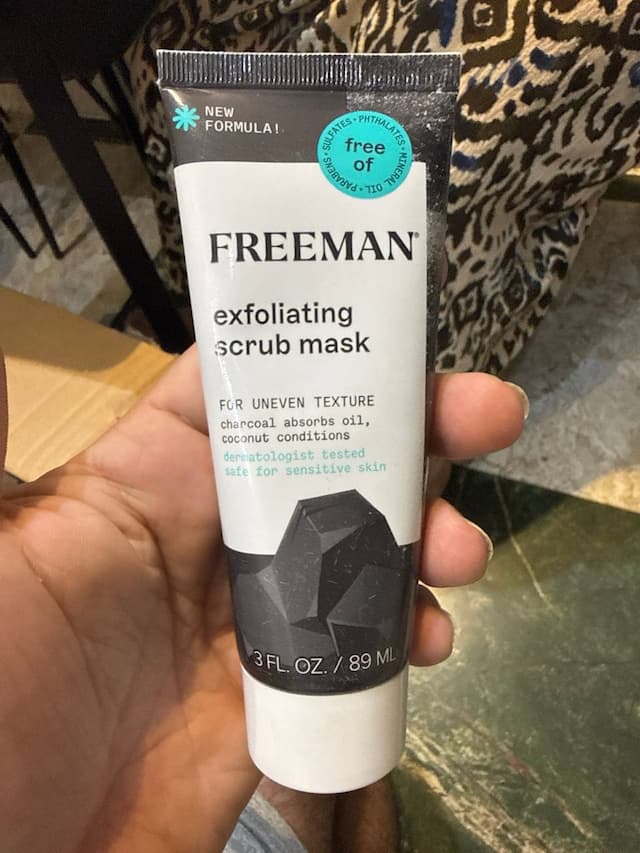 NEW
FORMULA!
SULFATES • PHTHALATES • MINERAL OIL • PARABENS •
free
of
FREEMAN®
exfoliating
scrub mask
FOR UNEVEN TEXTURE
charcoal absorbs oil,
coconut conditions
dermatologist tested
safe for sensitive skin
3 FL. OZ. / 89 ML